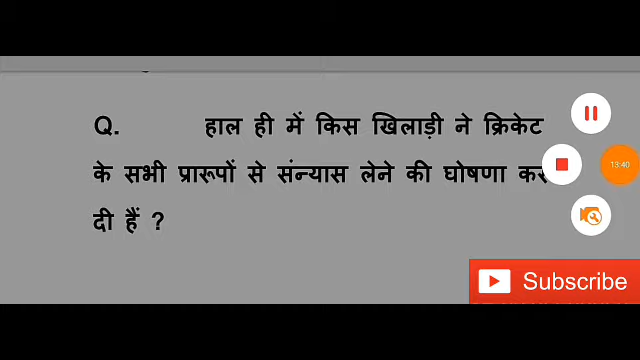 Q. हाल ही में किस खिलाड़ी ने क्रिकेट
के सभी प्रारूपों से संन्यास लेने की घोषणा कर
दी हैं ?
13:40
Subscribe